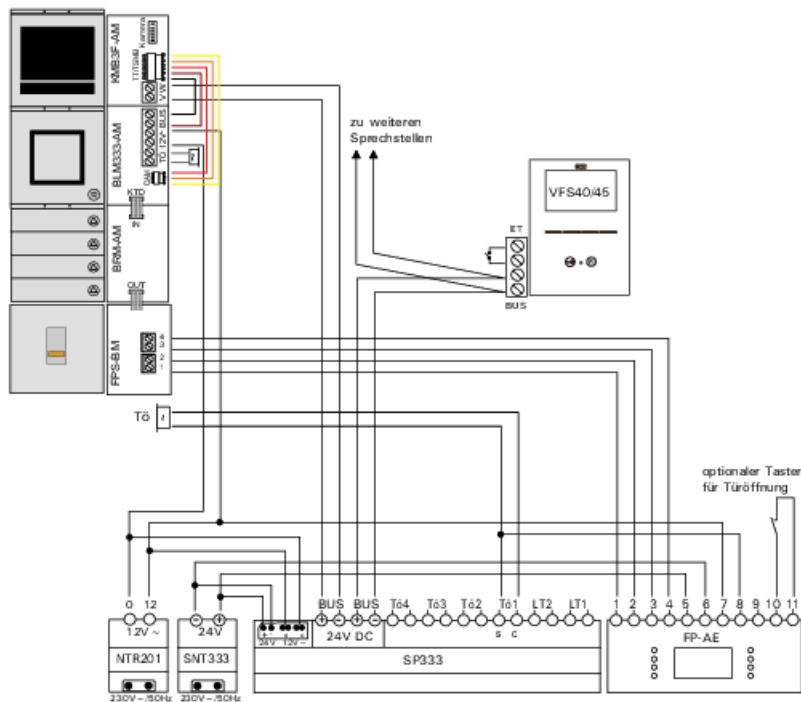 KMB3F-AM
Kamera
TT/TSMB
V W
BLM333-AM
TÖ 12V~ BUS
CAM
KTD
IN
BRM-AM
OUT
FPS-BM
4
3
2
1
zu weiteren
Sprechstellen
VFS40/45
ET
BUS
Tö
optionaler Taster
für Türöffnung
0 12
12V ~
NTR201
230V~/50Hz
24V
SNT333
230V~/50Hz
+ -
24V 12V~
BUS BUS Tö4 Tö3 Tö2 Tö1 LT2 LT1
+ - + -
24V DC
S C
SP333
1 2 3 4 5 6 7 8 9 10 11
FP-AE